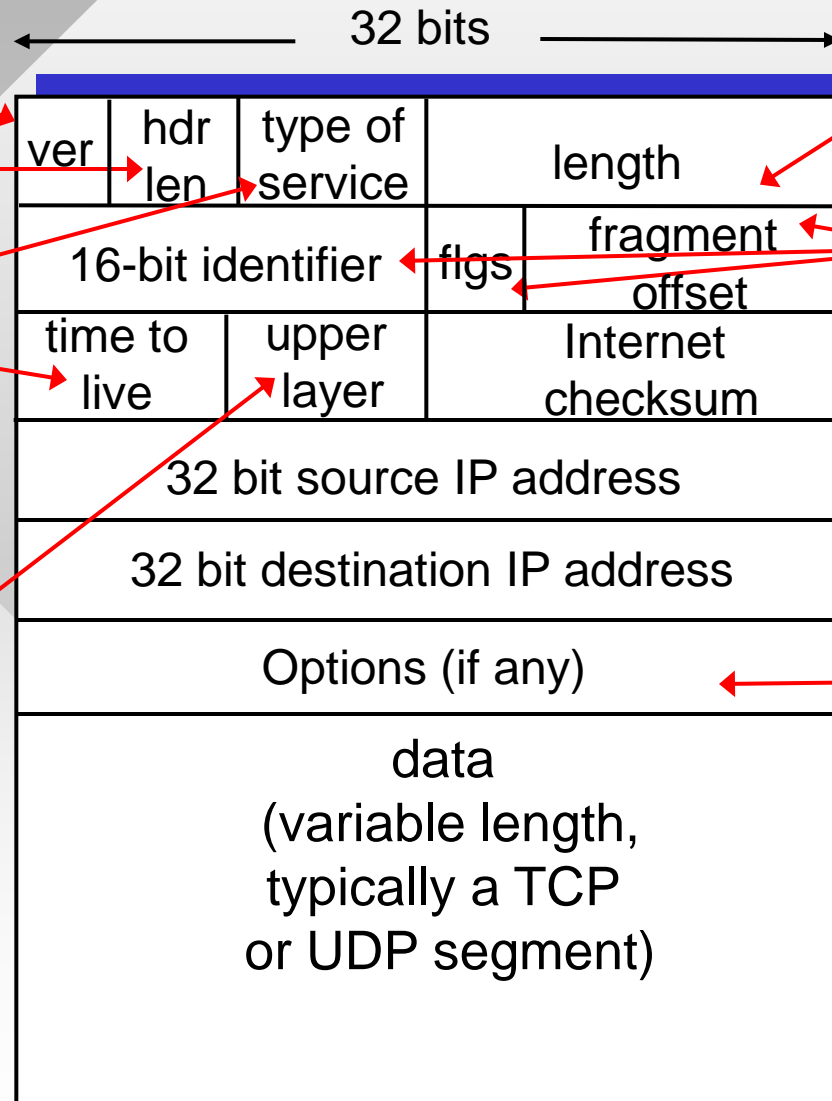 32 bits
ver
hdr
len
type of
service
length
16-bit identifier
flgs
fragment
offset
time to
live
upper
layer
Internet
checksum
32 bit source IP address
32 bit destination IP address
Options (if any)
data
(variable length,
typically a TCP
or UDP segment)